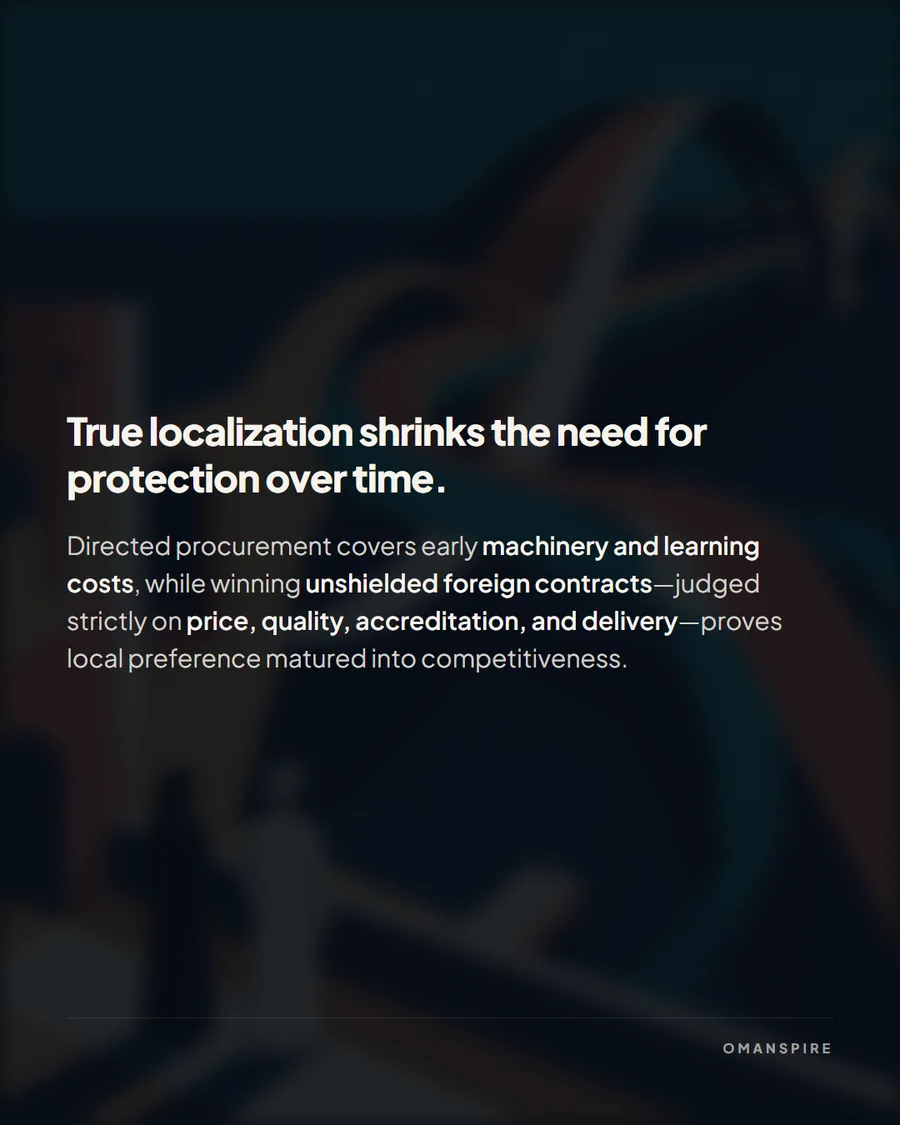 True localization shrinks the need for
protection over time.
Directed procurement covers early machinery and learning
costs, while winning unshielded foreign contracts—judged
strictly on price, quality, accreditation, and delivery—proves
local preference matured into competitiveness.
OMANSPIRE